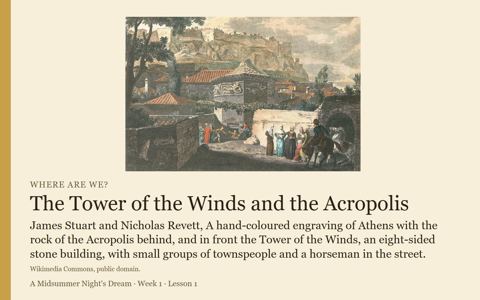 WHERE ARE WE?
The Tower of the Winds and the Acropolis
James Stuart and Nicholas Revett, A hand-coloured engraving of Athens with the
rock of the Acropolis behind, and in front the Tower of the Winds, an eight-sided
stone building, with small groups of townspeople and a horseman in the street.
Wikimedia Commons, public domain.
A Midsummer Night's Dream · Week 1 · Lesson 1